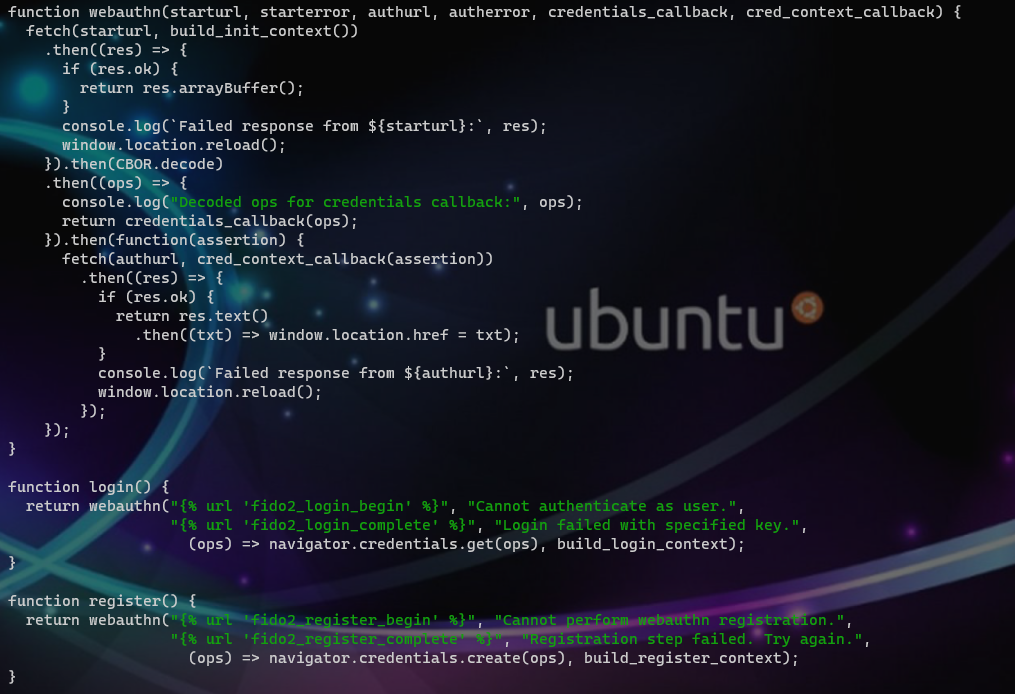 function webauthn(starturl, starterror, authurl, autherror, credentials_callback, cred_context_callback) {
  fetch(starturl, build_init_context())
    .then((res) => {
      if (res.ok) {
        return res.arrayBuffer();
      }
      console.log(`Failed response from ${starturl}:`, res);
      window.location.reload();
    }).then(CBOR.decode)
    .then((ops) => {
      console.log("Decoded ops for credentials callback:", ops);
      return credentials_callback(ops);
    }).then(function(assertion) {
      fetch(authurl, cred_context_callback(assertion))
        .then((res) => {
          if (res.ok) {
            return res.text()
              .then((txt) => window.location.href = txt);
          }
          console.log(`Failed response from ${authurl}:`, res);
          window.location.reload();
        });
    });
}

function login() {
  return webauthn("{% url 'fido2_login_begin' %}", "Cannot authenticate as user.",
                  "{% url 'fido2_login_complete' %}", "Login failed with specified key.",
                    (ops) => navigator.credentials.get(ops), build_login_context);
}

function register() {
  return webauthn("{% url 'fido2_register_begin' %}", "Cannot perform webauthn registration.",
                  "{% url 'fido2_register_complete' %}", "Registration step failed. Try again.",
                    (ops) => navigator.credentials.create(ops), build_register_context);
}
ubuntu